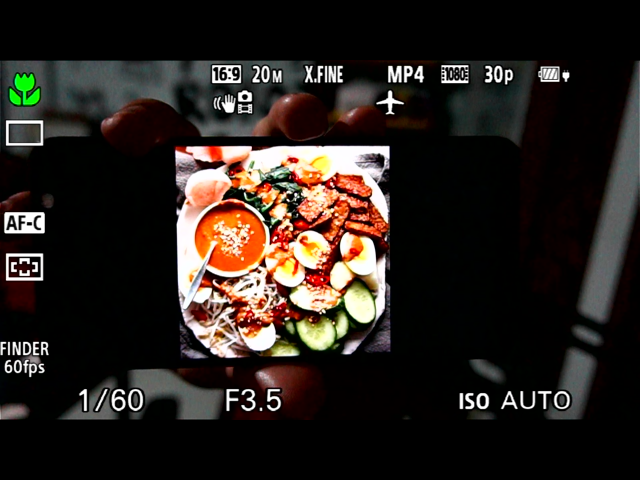 16:9 20M X.FINE MP4 1080 30p
AF-C
FINDER
60fps
1/60 F3.5 ISO AUTO